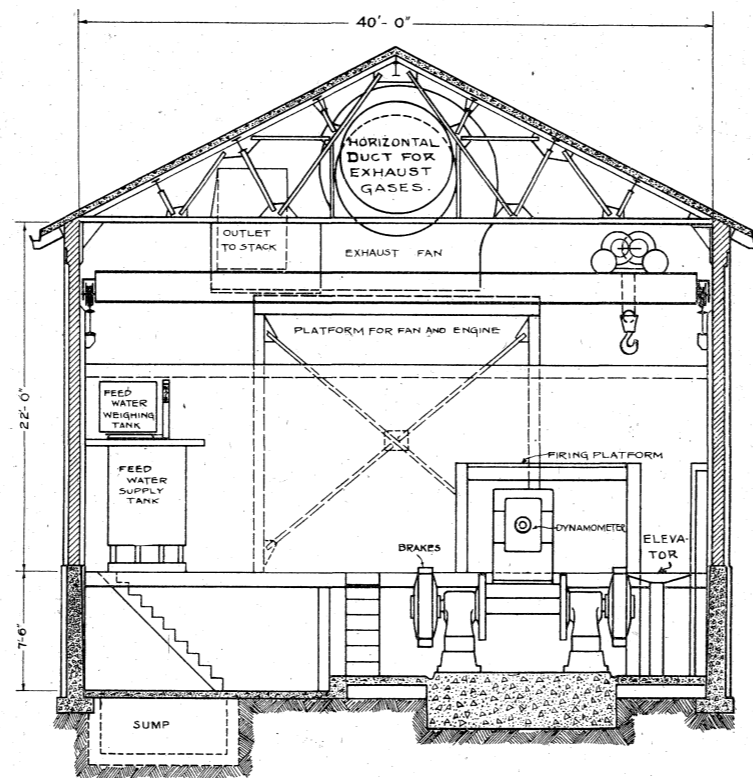 40'- 0"
HORIZONTAL
DUCT FOR
EXHAUST
GASES.
OUTLET
TO STACK
EXHAUST FAN
PLATFORM FOR FAN AND ENGINE
22'-0"
FEED
WATER
WEIGHING
TANK
FEED
WATER
SUPPLY
TANK
FIRING PLATFORM
DYNAMOMETER
BRAKES
ELEVA-
TOR
7'-6"
SUMP